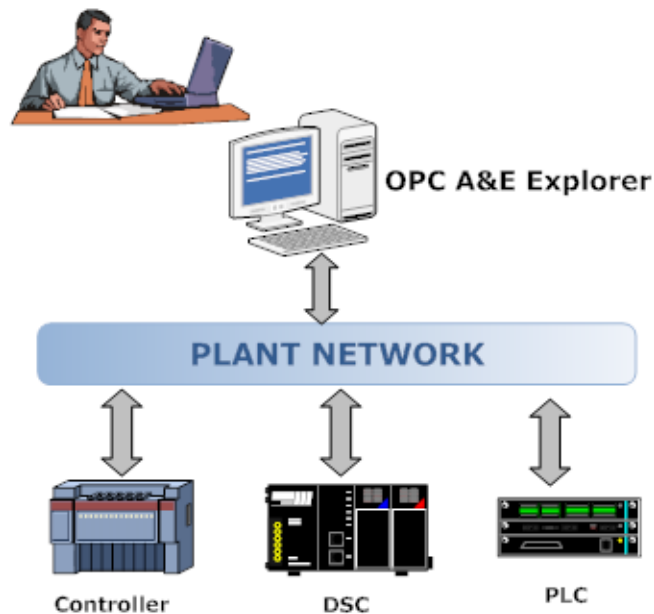 OPC A&E Explorer
PLANT NETWORK
Controller
DSC
PLC